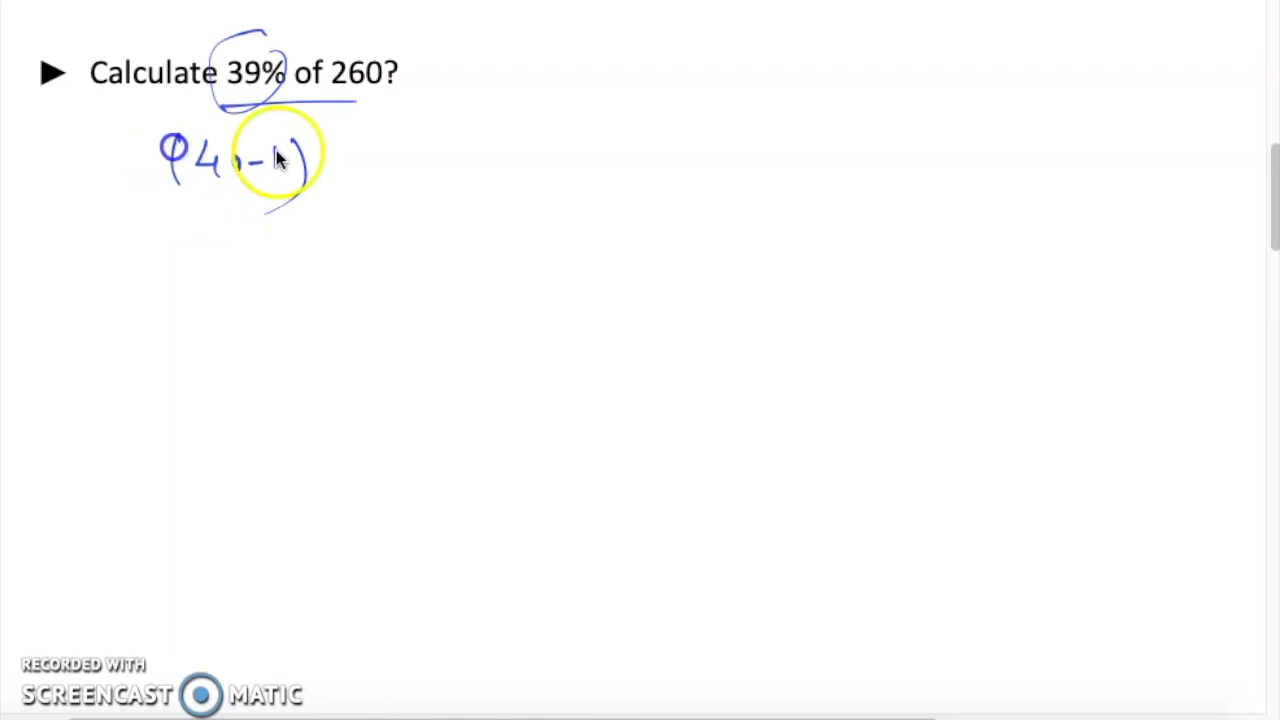 ► Calculate 39% of 260?
RECORDED WITH
SCREENCAST MATIC